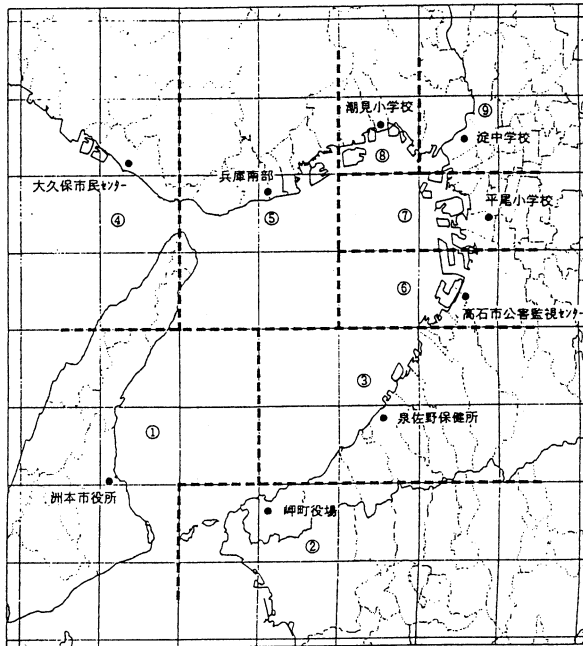 潮見小学校
⑨
淀中学校
⑧
大久保市民センター
兵庫南部
④
⑤
⑦
平尾小学校
⑥
高石市公害監視センター
③
①
泉佐野保健所
洲本市役所
岬町役場
②